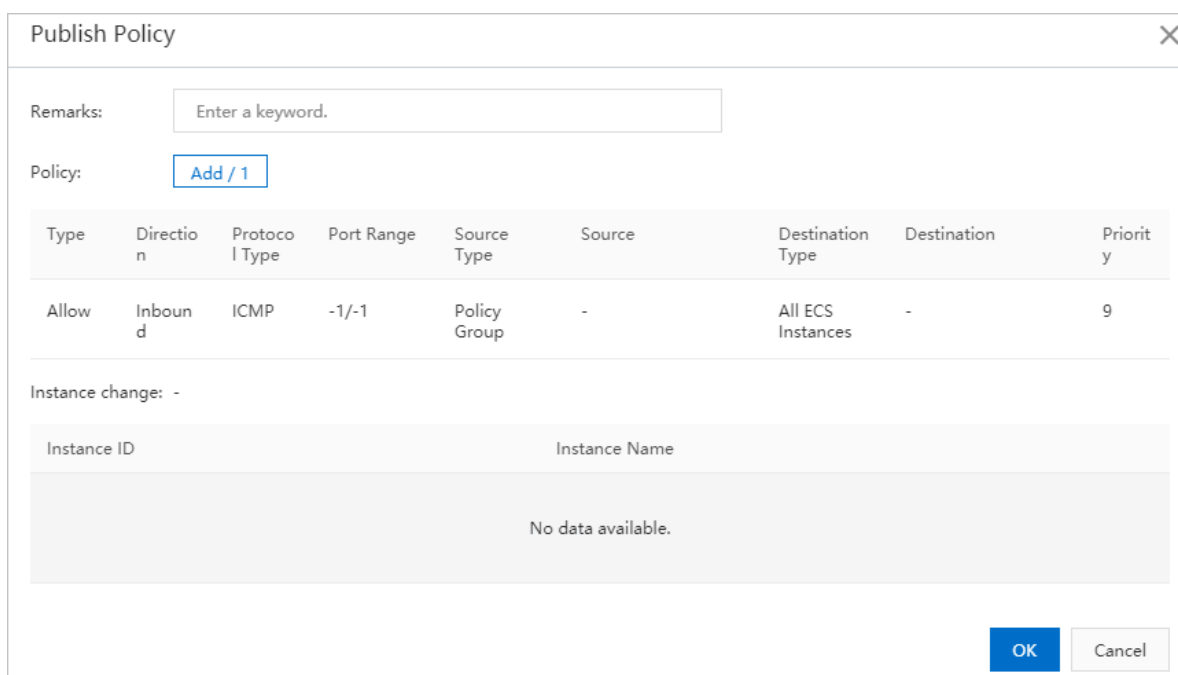 Publish Policy
Remarks: Enter a keyword.
Policy: Add / 1
Type Directio Protoco Port Range Source Source Destination Destination Priorit
n l Type Type Type y
Allow Inboun ICMP -1/-1 Policy - All ECS - 9
d Group Instances
Instance change: -
Instance ID Instance Name
No data available.
OK Cancel